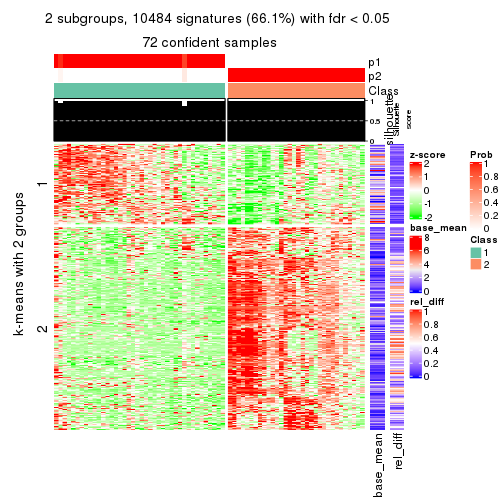 2 subgroups, 10484 signatures (66.1%) with fdr < 0.05
72 confident samples
p1
p2
Class
silhouette
Silhouette
score
1
0.5
0
k-means with 2 groups
1
2
base_mean
rel_diff
z-score
2
1
0
-1
-2
base_mean
8
6
4
2
0
rel_diff
1
0.8
0.6
0.4
0.2
0
Prob
1
0.8
0.6
0.4
0.2
0
Class
1
2